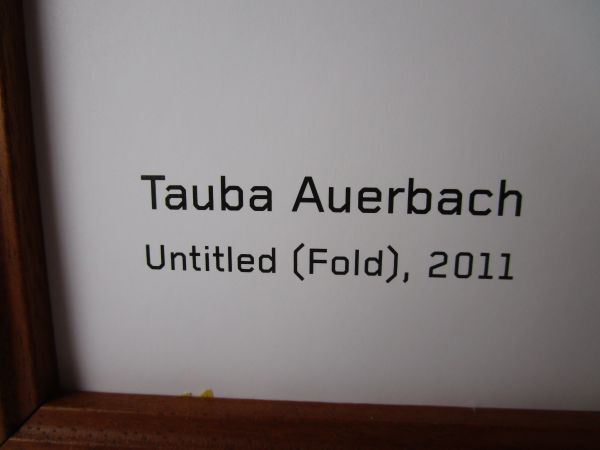 Tauba Auerbach
Untitled (Fold), 2011